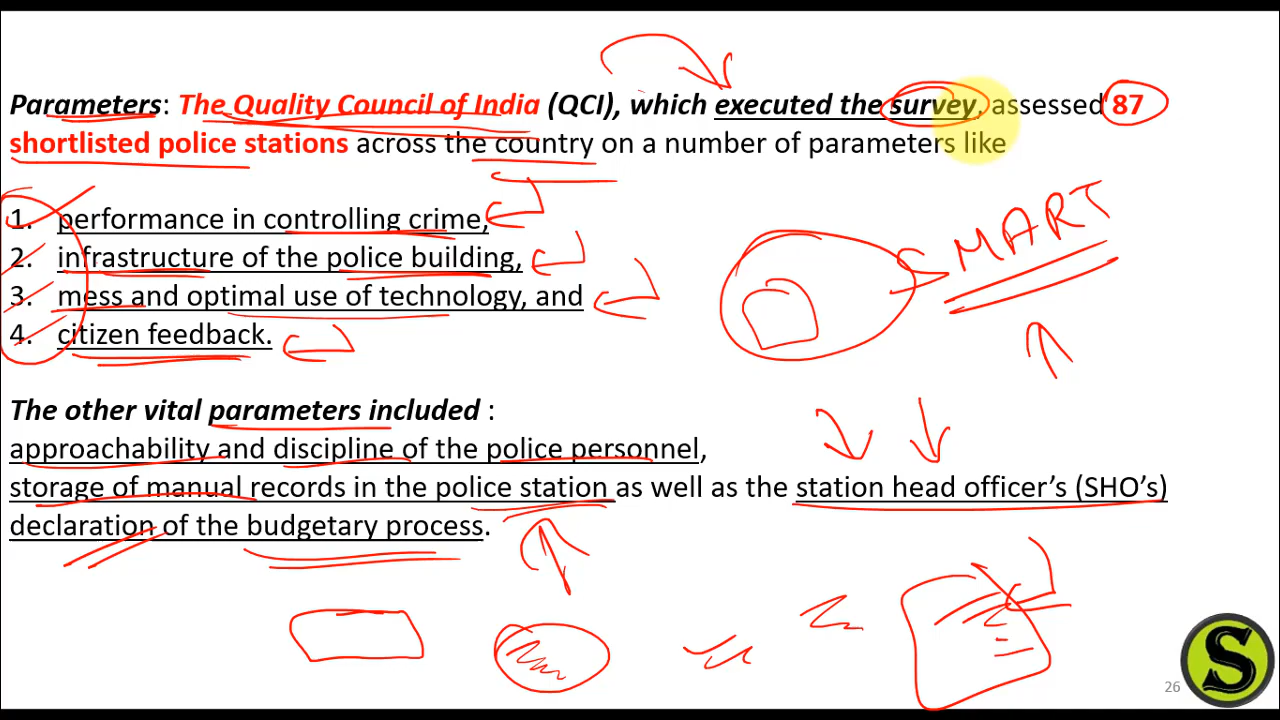 Parameters: The Quality Council of India (QCI), which executed the survey, assessed 87
shortlisted police stations across the country on a number of parameters like
1. performance in controlling crime,
2. infrastructure of the police building,
3. mess and optimal use of technology, and
4. citizen feedback.
SMART
The other vital parameters included :
approachability and discipline of the police personnel,
storage of manual records in the police station as well as the station head officer's (SHO's)
declaration of the budgetary process.
S
26